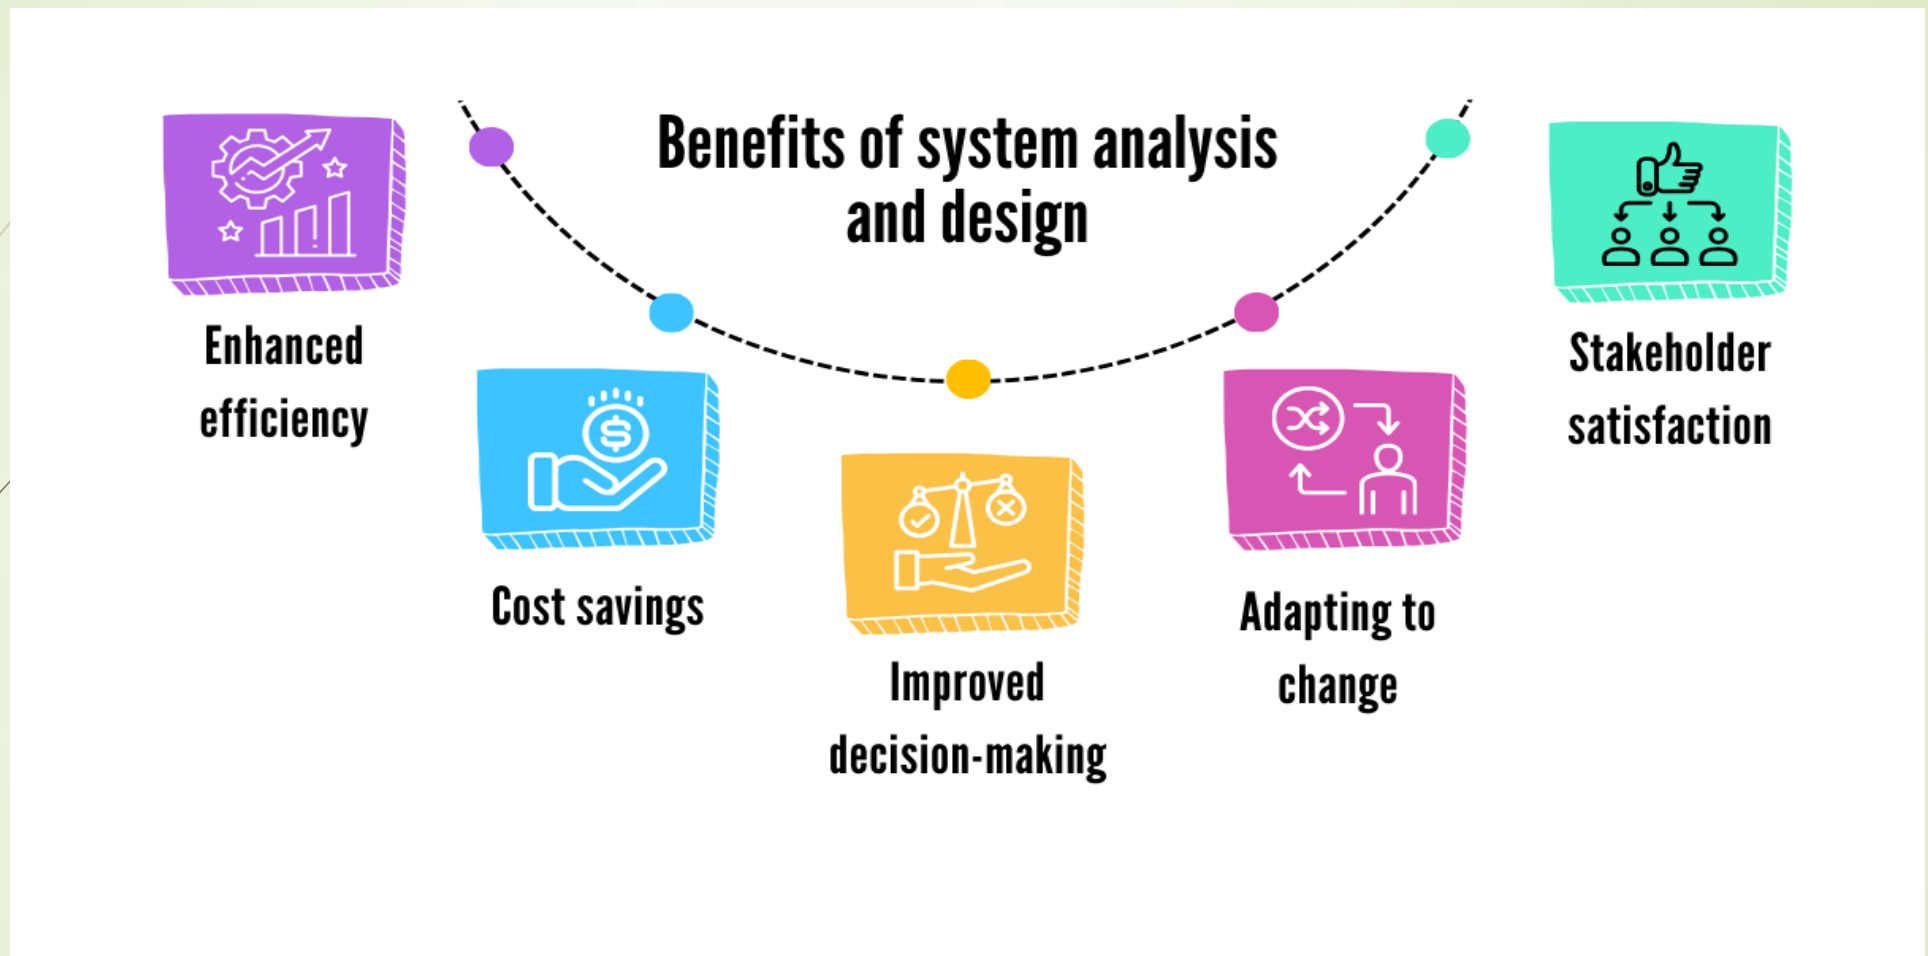 Benefits of system analysis
and design
Enhanced
efficiency
Cost savings
Improved
decision-making
Adapting to
change
Stakeholder
satisfaction